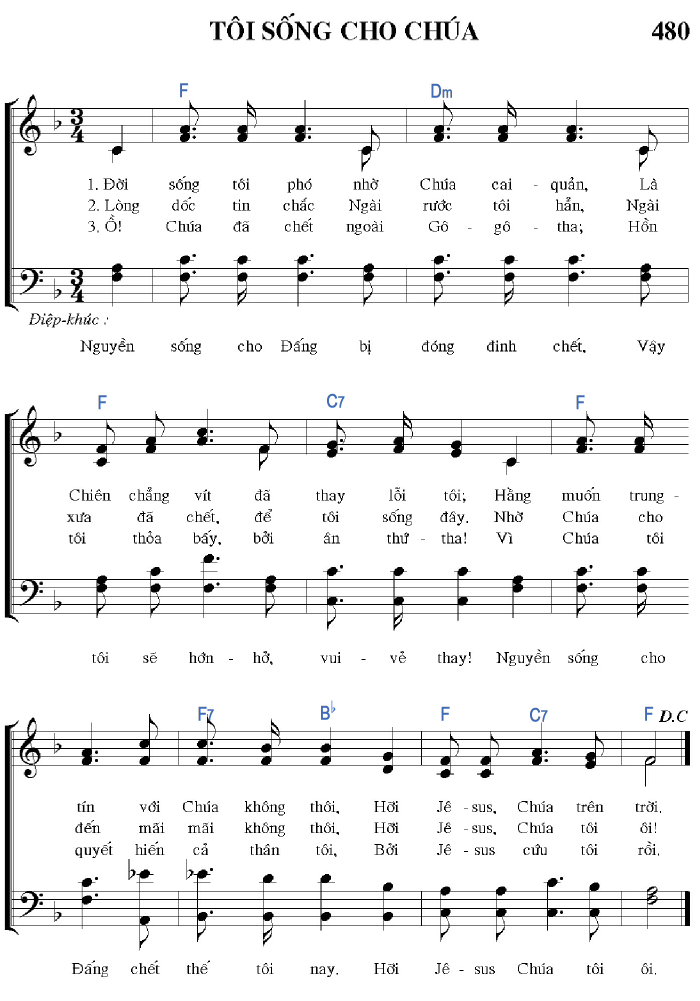 TÔI SỐNG CHO CHÚA 480
F Dm
3 4
1. Đời sống tôi phó nhờ Chúa cai - quản, Là
2. Lòng dốc tin chắc Ngài rước tôi hẳn, Ngài
3. Ồ! Chúa đã chết ngoài Gô - gô - tha; Hồn
3 4
Điệp-khúc :
Nguyền sống cho Đấng bị đóng đinh chết. Vậy
F C7 F
Chiên chẳng vít đã thay lỗi tôi; Hằng muốn trung -
xưa đã chết, để tôi sống đây. Nhờ Chúa cho
tôi thỏa bấy, bởi ân thứ - tha! Vì Chúa tôi
tôi sẽ hớn - hở, vui - vẻ thay! Nguyền sống cho
F7 B♭ F C7 F D.C
tín với Chúa không thôi, Hỡi Jê - sus, Chúa trên trời.
đến mãi mãi không thôi, Hỡi Jê - sus, Chúa tôi ôi!
quyết hiến cả thân tôi, Bởi Jê - sus cứu tôi rồi.
Đấng chết thế tôi nay. Hỡi Jê - sus Chúa tôi ôi.